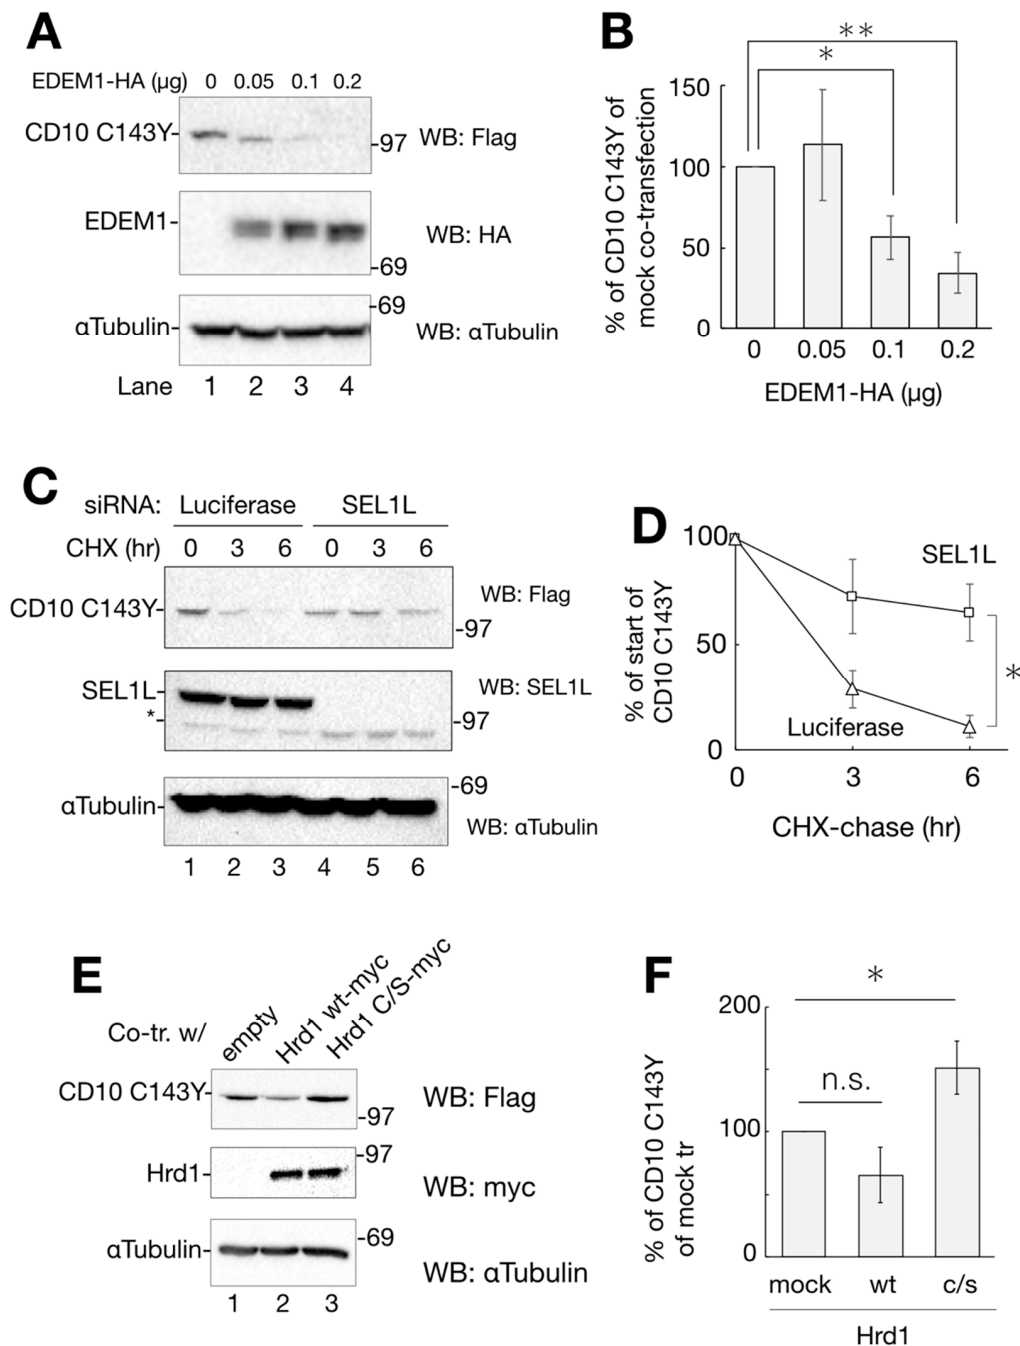 A
EDEM1-HA (µg) 0 0.05 0.1 0.2
CD10 C143Y- -97 WB: Flag
EDEM1- WB: HA
-69
-69
αTubulin- WB: αTubulin
Lane 1 2 3 4
B
** 
*
% of CD10 C143Y of
mock co-transfection
150
100
50
0
0 0.05 0.1 0.2
EDEM1-HA (µg)
C
siRNA: Luciferase SEL1L
CHX (hr) 0 3 6 0 3 6
CD10 C143Y- WB: Flag
-97
SEL1L- WB: SEL1L
*- -97
-69
αTubulin- WB: αTubulin
1 2 3 4 5 6
D
% of start of
CD10 C143Y
100
50
0
SEL1L
*
Luciferase
0 3 6
CHX-chase (hr)
E
Co-tr. w/ empty Hrd1 wt-myc Hrd1 C/S-myc
CD10 C143Y- WB: Flag
-97
-97
Hrd1- WB: myc
-69
αTubulin- WB: αTubulin
1 2 3
F
*
n.s.
% of CD10 C143Y
of mock tr
200
100
0
mock wt c/s
Hrd1